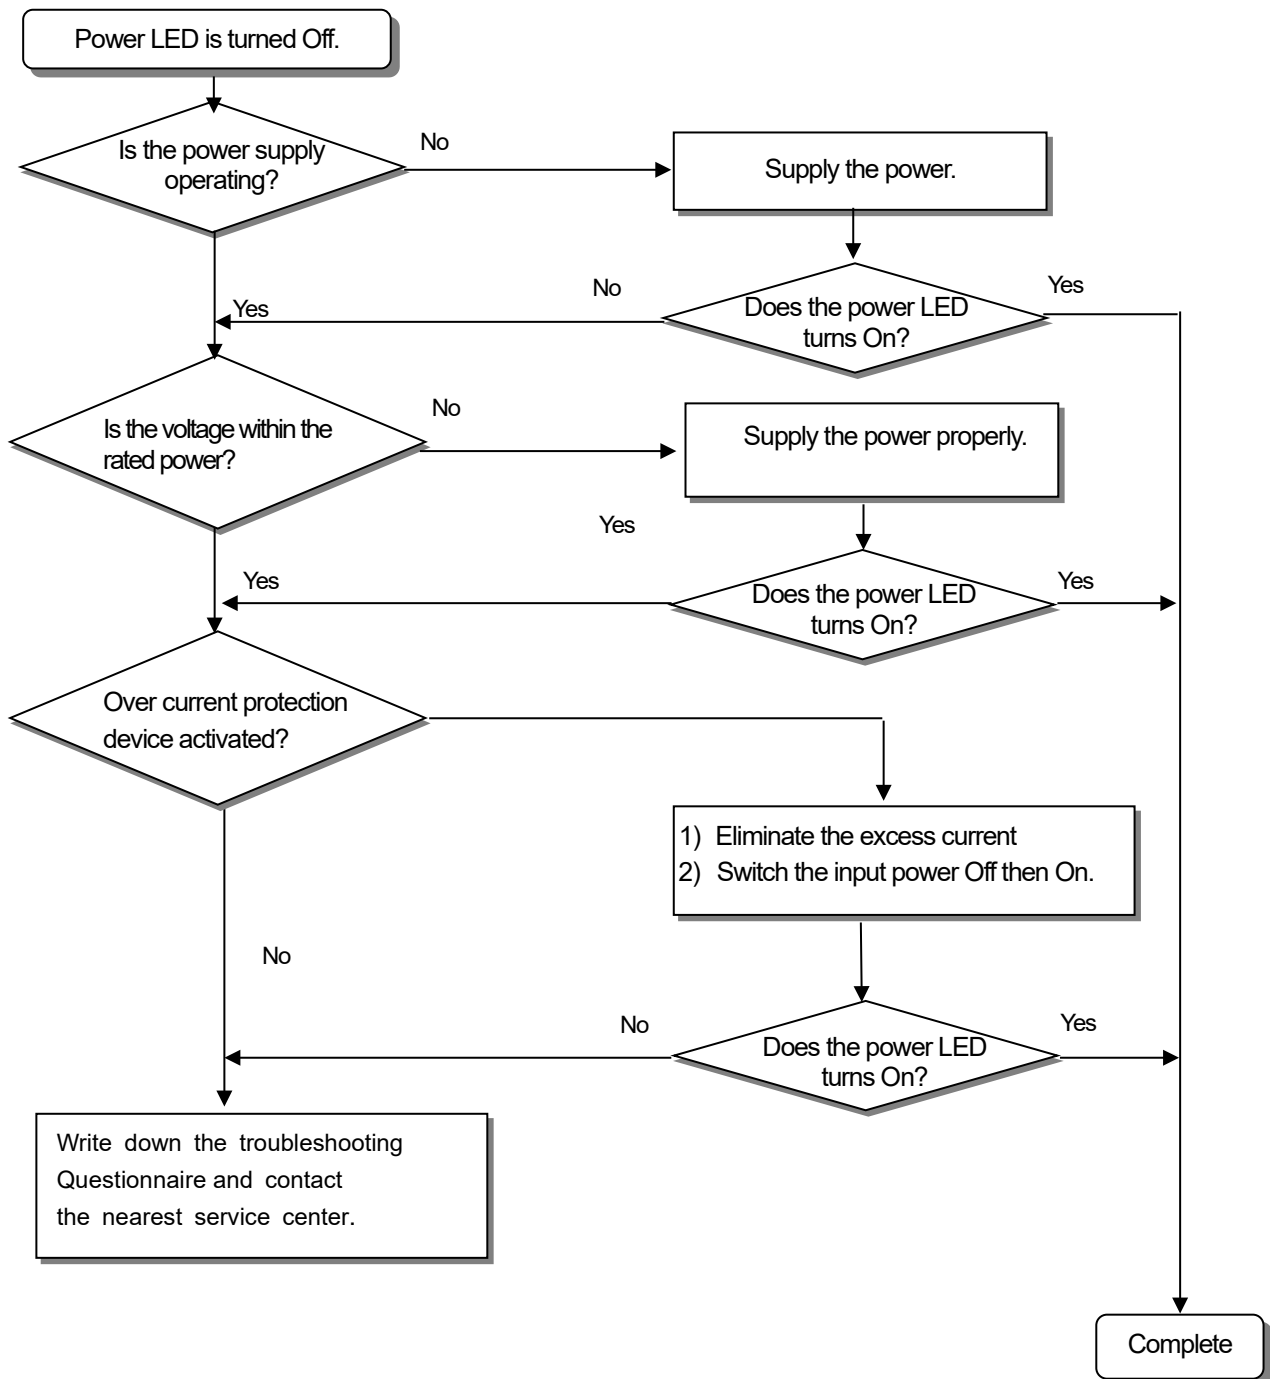 Power LED is turned Off.
Is the power supply
operating?
No
Supply the power.
Yes
No
Does the power LED
turns On?
Yes
Is the voltage within the
rated power?
No
Supply the power properly.
Yes
Yes
Does the power LED
turns On?
Yes
Over current protection
device activated?
1) Eliminate the excess current
2) Switch the input power Off then On.
No
No
Does the power LED
turns On?
Yes
Write down the troubleshooting
Questionnaire and contact
the nearest service center.
Complete